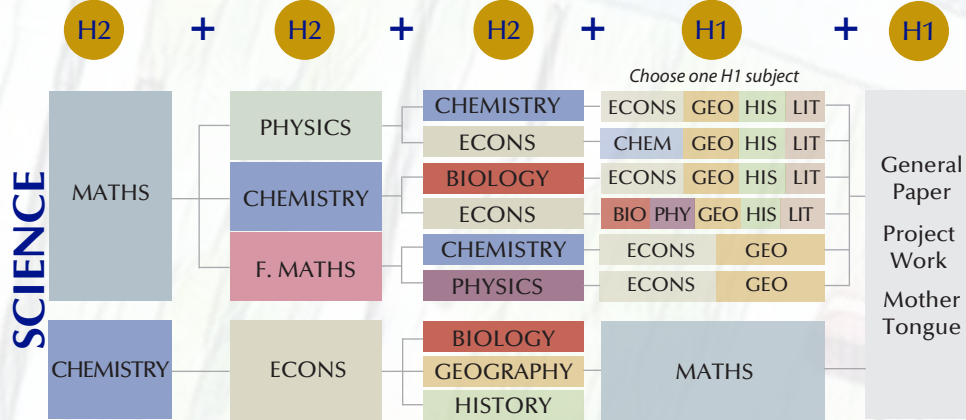 H2 + H2 + H2 + H1 + H1
Choose one H1 subject
SCIENCE
MATHS
PHYSICS
CHEMISTRY
ECONS GEO HIS LIT
ECONS
CHEM GEO HIS LIT
CHEMISTRY
BIOLOGY
ECONS GEO HIS LIT
ECONS
BIO PHY GEO HIS LIT
F. MATHS
CHEMISTRY
ECONS GEO
PHYSICS
ECONS GEO
CHEMISTRY
ECONS
BIOLOGY
GEOGRAPHY
HISTORY
MATHS
General
Paper
Project
Work
Mother
Tongue